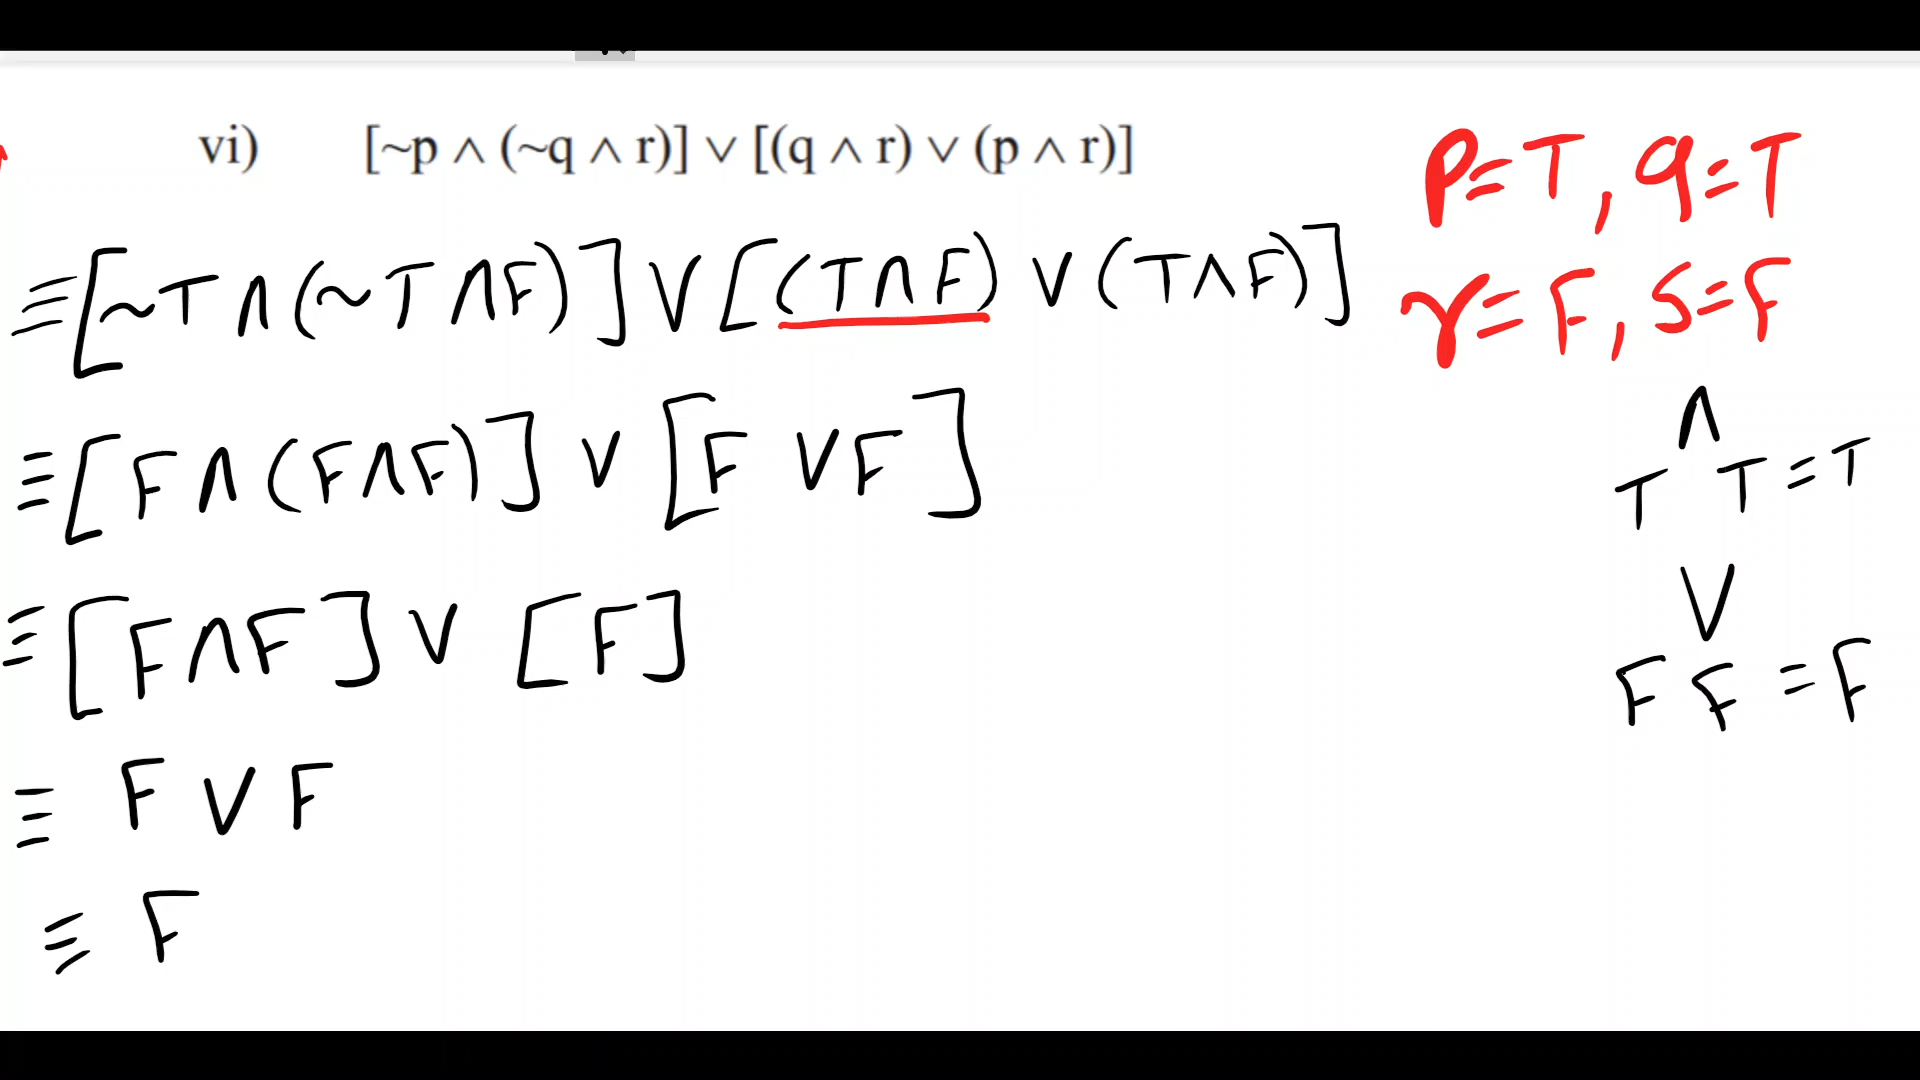 vi) [~p ∧ (~q ∧ r)] ∨ [(q ∧ r) ∨ (p ∧ r)]
p=T, q=T
r=F, s=F
≡[~T∧(~T∧F)]∨[(T∧F)∨(T∧F)]
≡[F∧(F∧F)]∨[F∨F]
≡[F∧F]∨[F]
≡ F∨F
≡ F
∧
T T=T
∨
F F=F